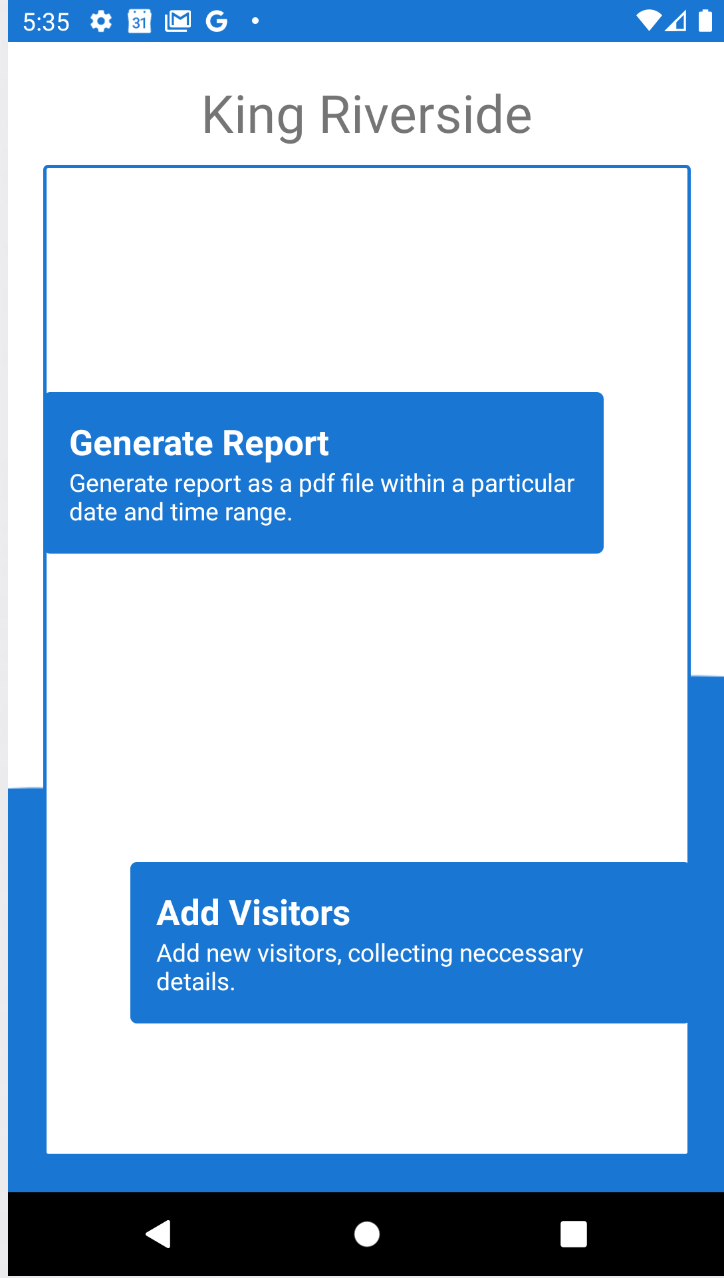 5:35
31
G
King Riverside
Generate Report
Generate report as a pdf file within a particular
date and time range.
Add Visitors
Add new visitors, collecting neccessary
details.